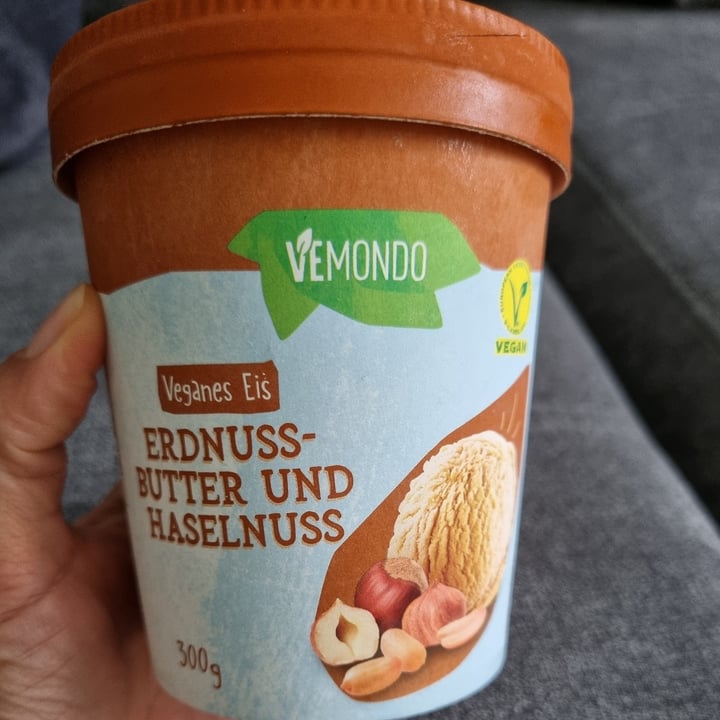 VEMONDO
VEGAN
Veganes Eis
ERDNUSS-
BUTTER UND
HASELNUSS
300g